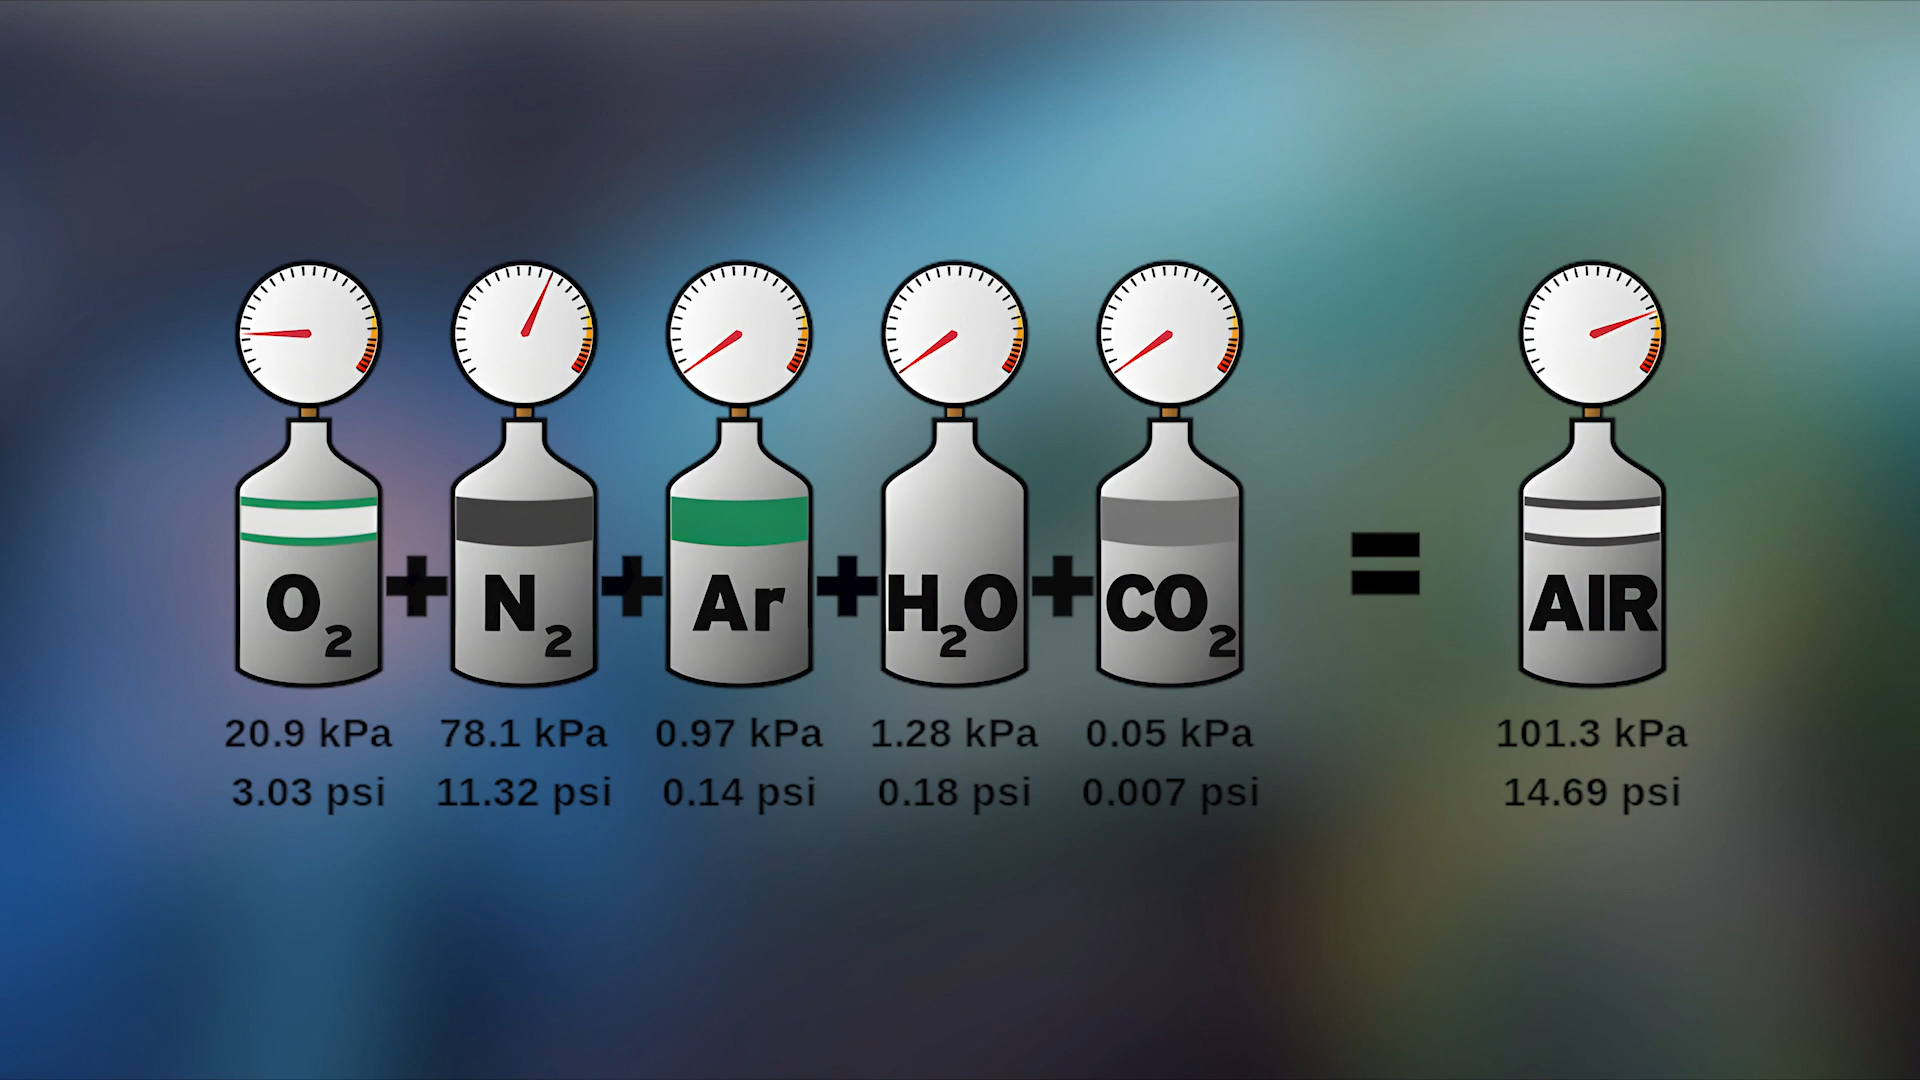 O2 + N2 + Ar + H2O + CO2 = AIR
20.9 kPa 78.1 kPa 0.97 kPa 1.28 kPa 0.05 kPa 101.3 kPa
3.03 psi 11.32 psi 0.14 psi 0.18 psi 0.007 psi 14.69 psi